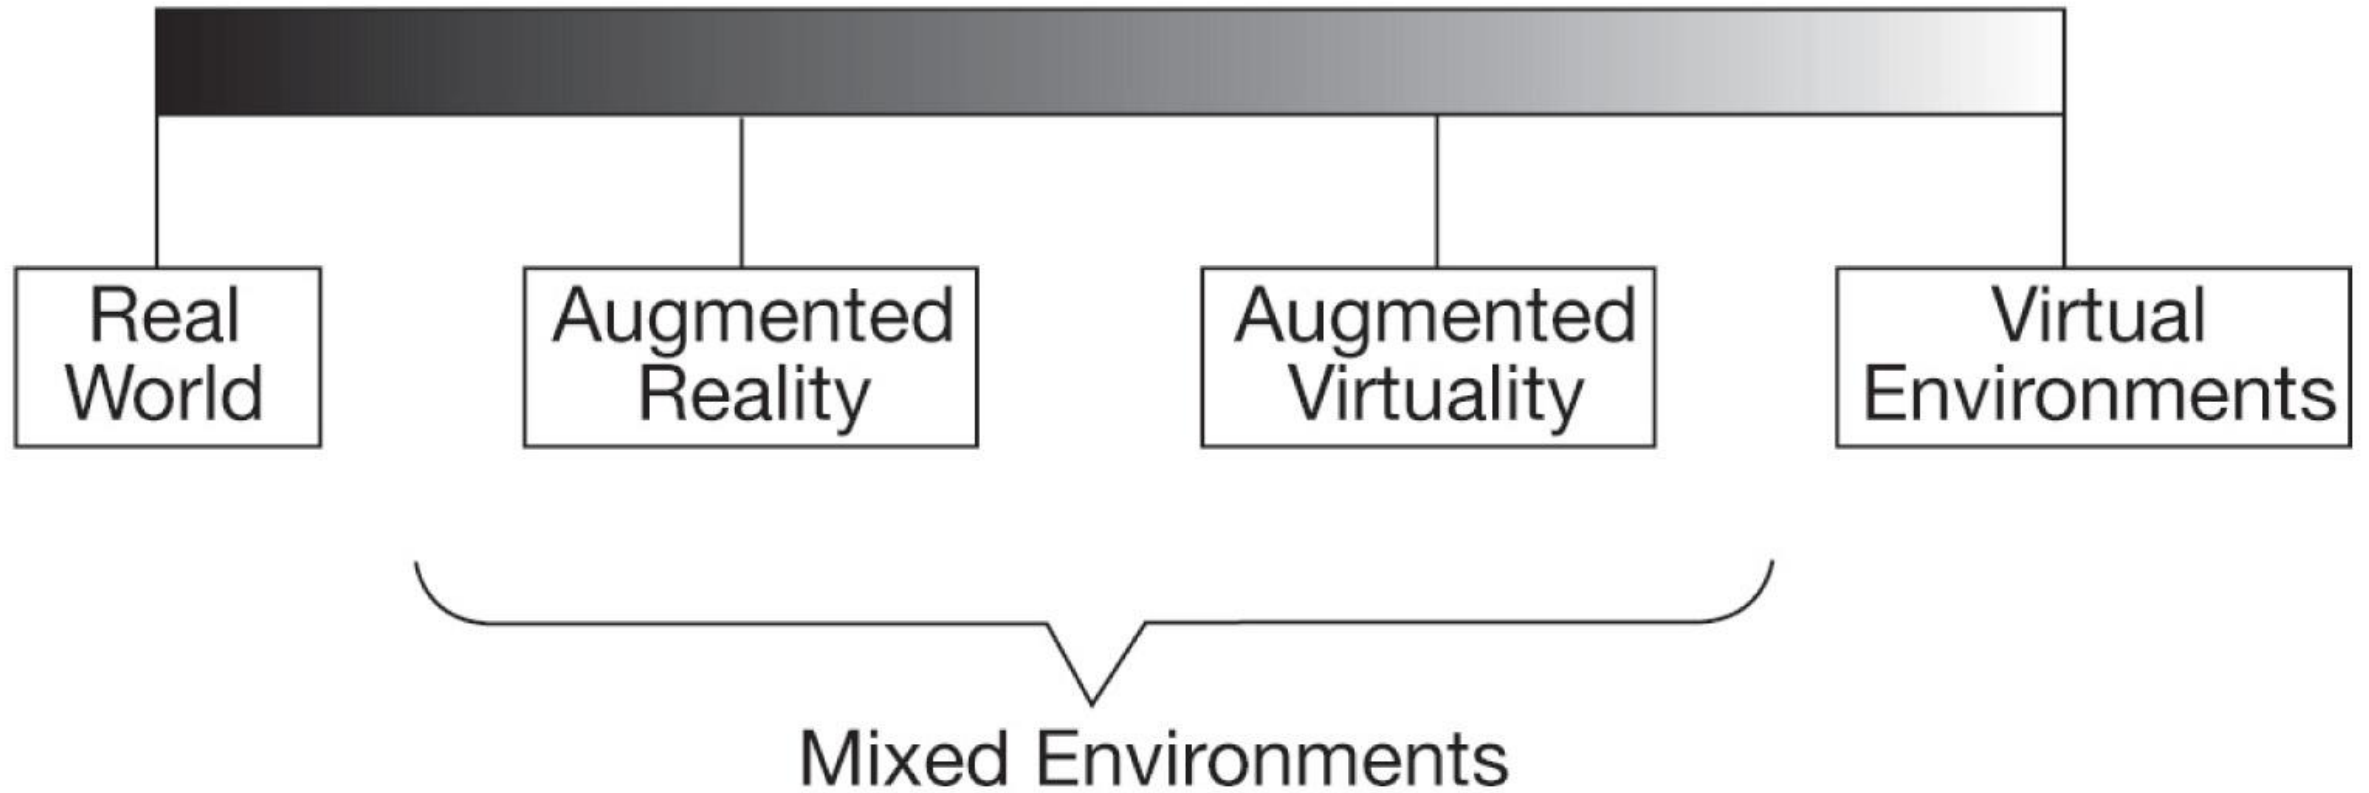 Real
World
Augmented
Reality
Augmented
Virtuality
Virtual
Environments
Mixed Environments